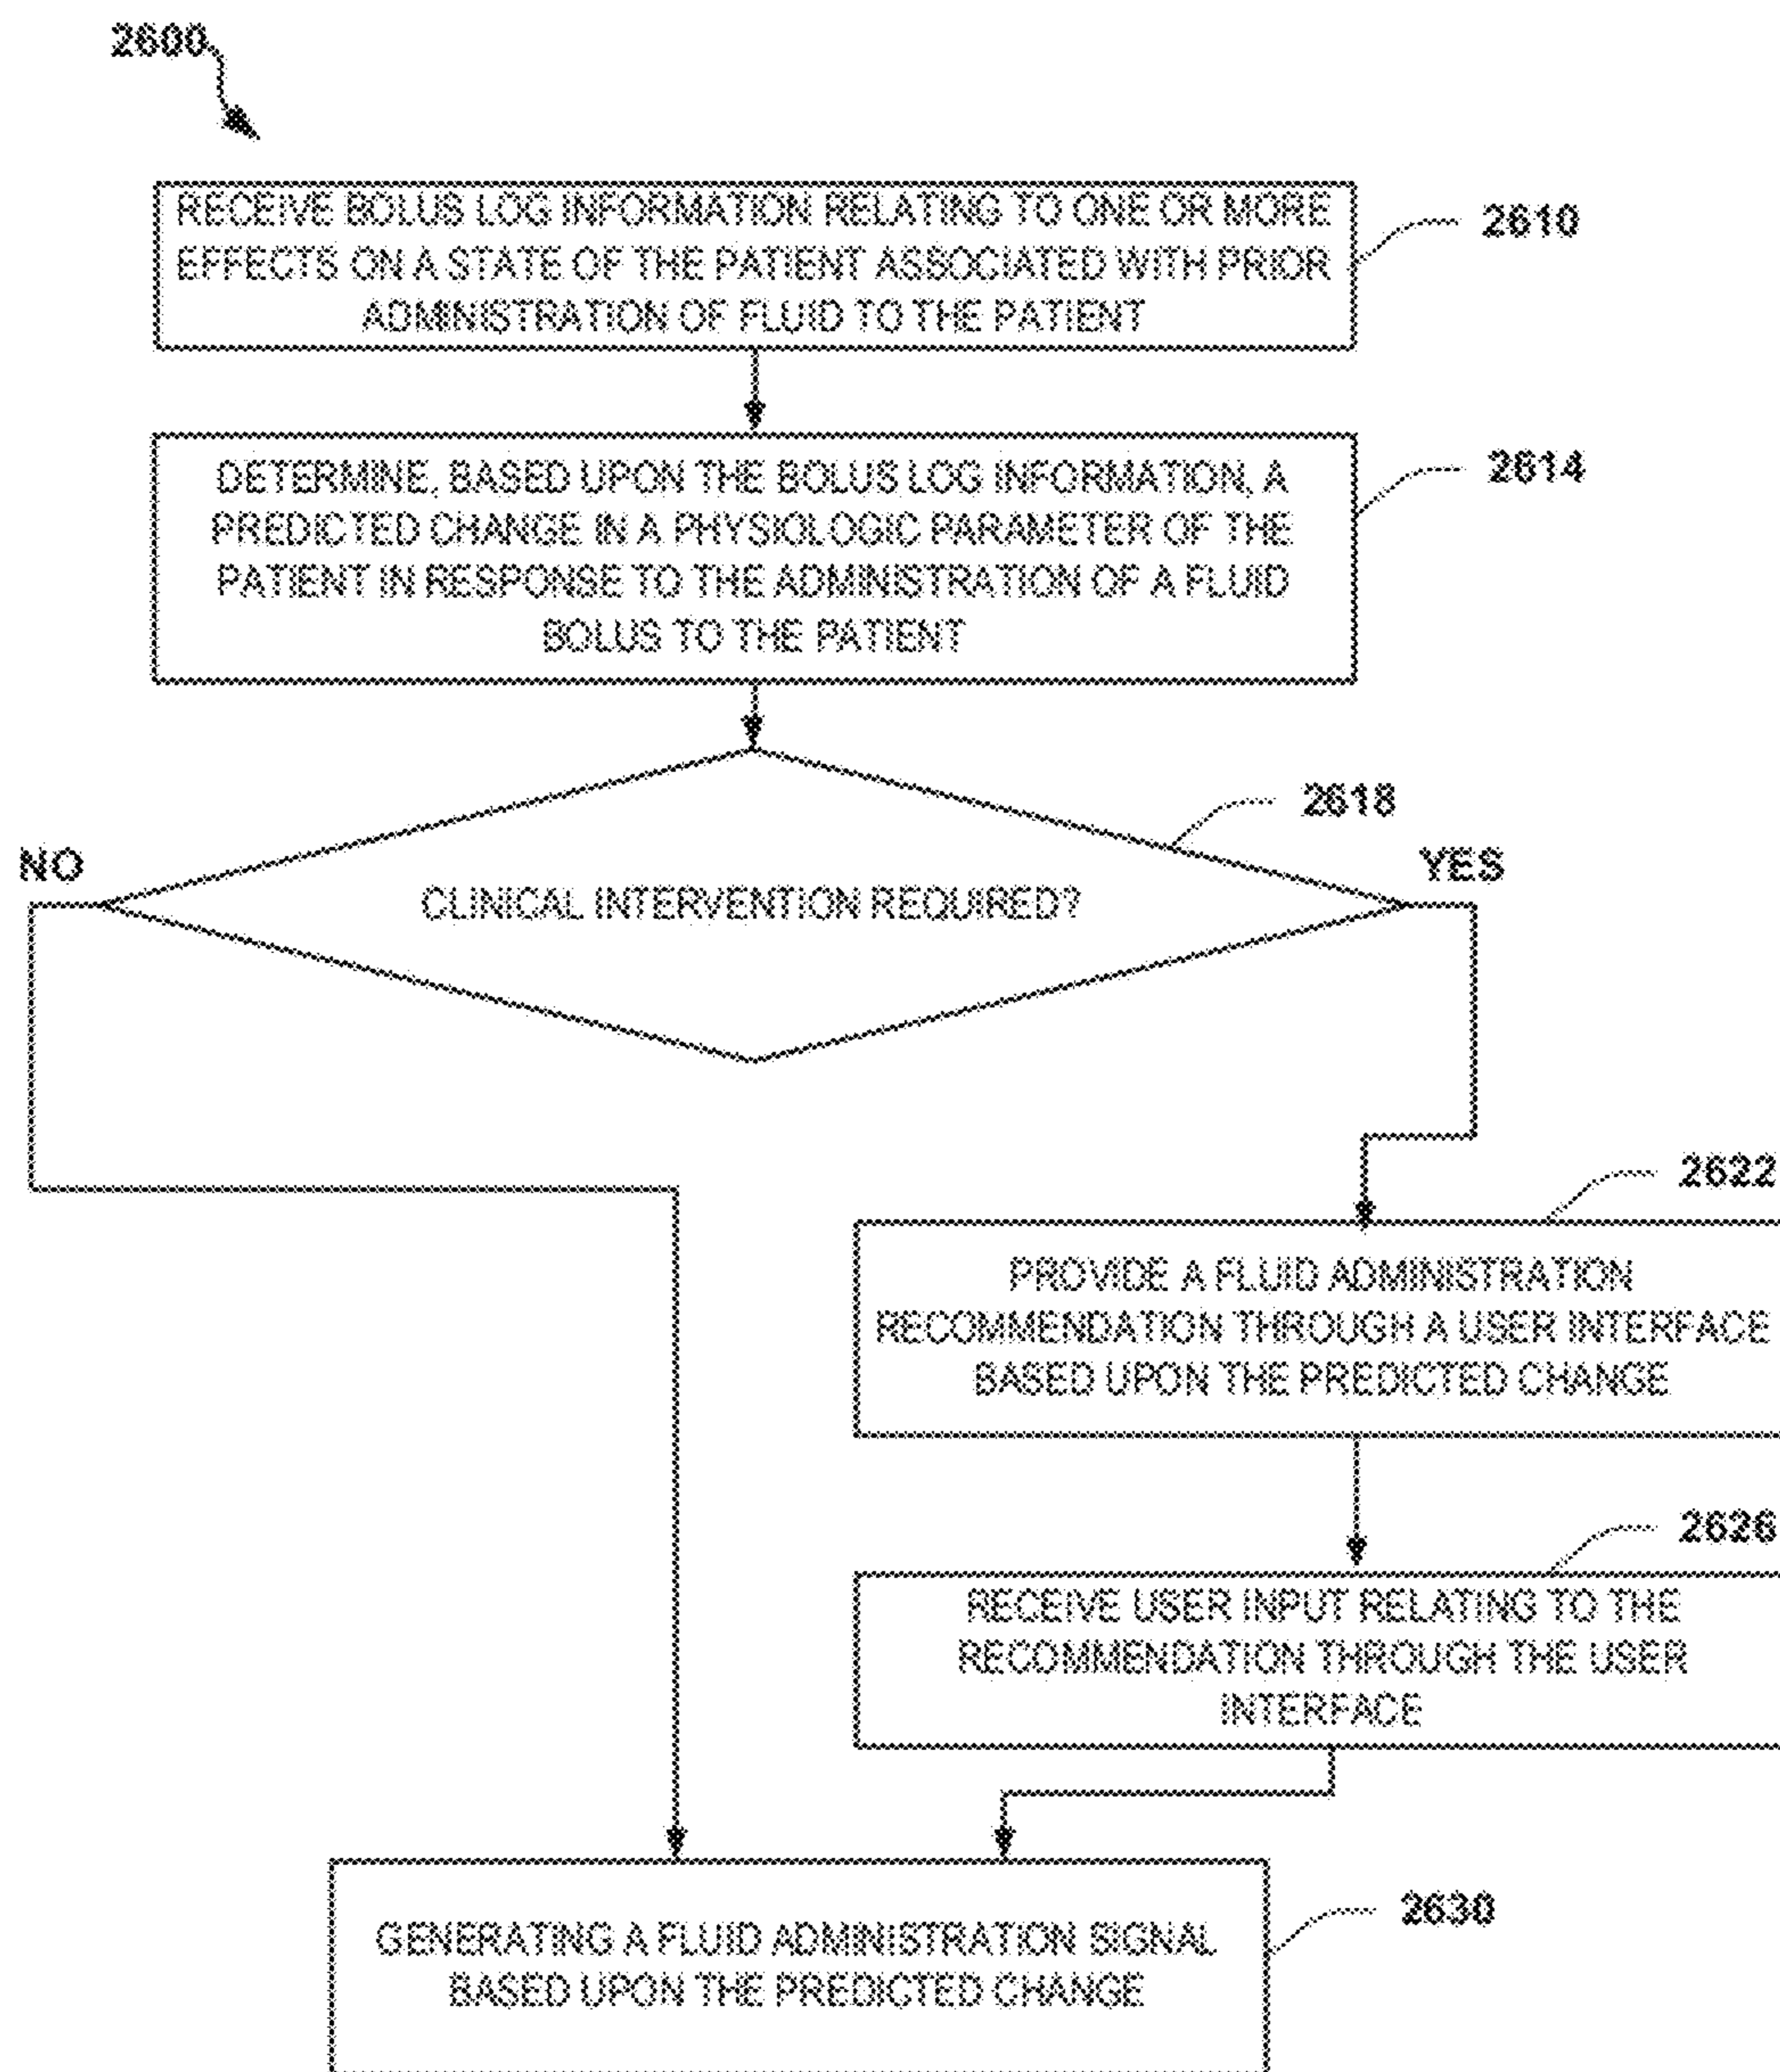 2600
RECEIVE BOLUS LOG INFORMATION RELATING TO ONE OR MORE
EFFECTS ON A STATE OF THE PATIENT ASSOCIATED WITH PRIOR
ADMINISTRATION OF FLUID TO THE PATIENT
2610
DETERMINE, BASED UPON THE BOLUS LOG INFORMATION, A
PREDICTED CHANGE IN A PHYSIOLOGIC PARAMETER OF THE
PATIENT IN RESPONSE TO THE ADMINISTRATION OF A FLUID
BOLUS TO THE PATIENT
2614
2618
NO
YES
CLINICAL INTERVENTION REQUIRED?
2622
PROVIDE A FLUID ADMINISTRATION
RECOMMENDATION THROUGH A USER INTERFACE
BASED UPON THE PREDICTED CHANGE
2626
RECEIVE USER INPUT RELATING TO THE
RECOMMENDATION THROUGH THE USER
INTERFACE
2630
GENERATING A FLUID ADMINISTRATION SIGNAL
BASED UPON THE PREDICTED CHANGE